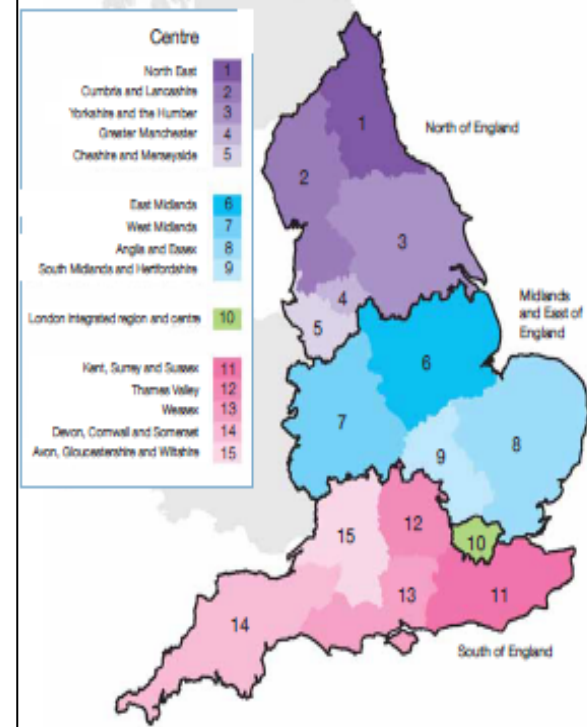 Centre
North East 1
Cumbria and Lancashire 2
Yorkshire and the Humber 3
Greater Manchester 4
Cheshire and Merseyside 5
East Midlands 6
West Midlands 7
Anglia and Essex 8
South Midlands and Hertfordshire 9
London integrated region and centre 10
Kent, Surrey and Sussex 11
Thames Valley 12
Wessex 13
Devon, Cornwall and Somerset 14
Avon, Gloucestershire and Wiltshire 15
1
North of England
2
3
4
5
Midlands
and East of
England
6
7
8
9
10
12
15
11
13
14
South of England